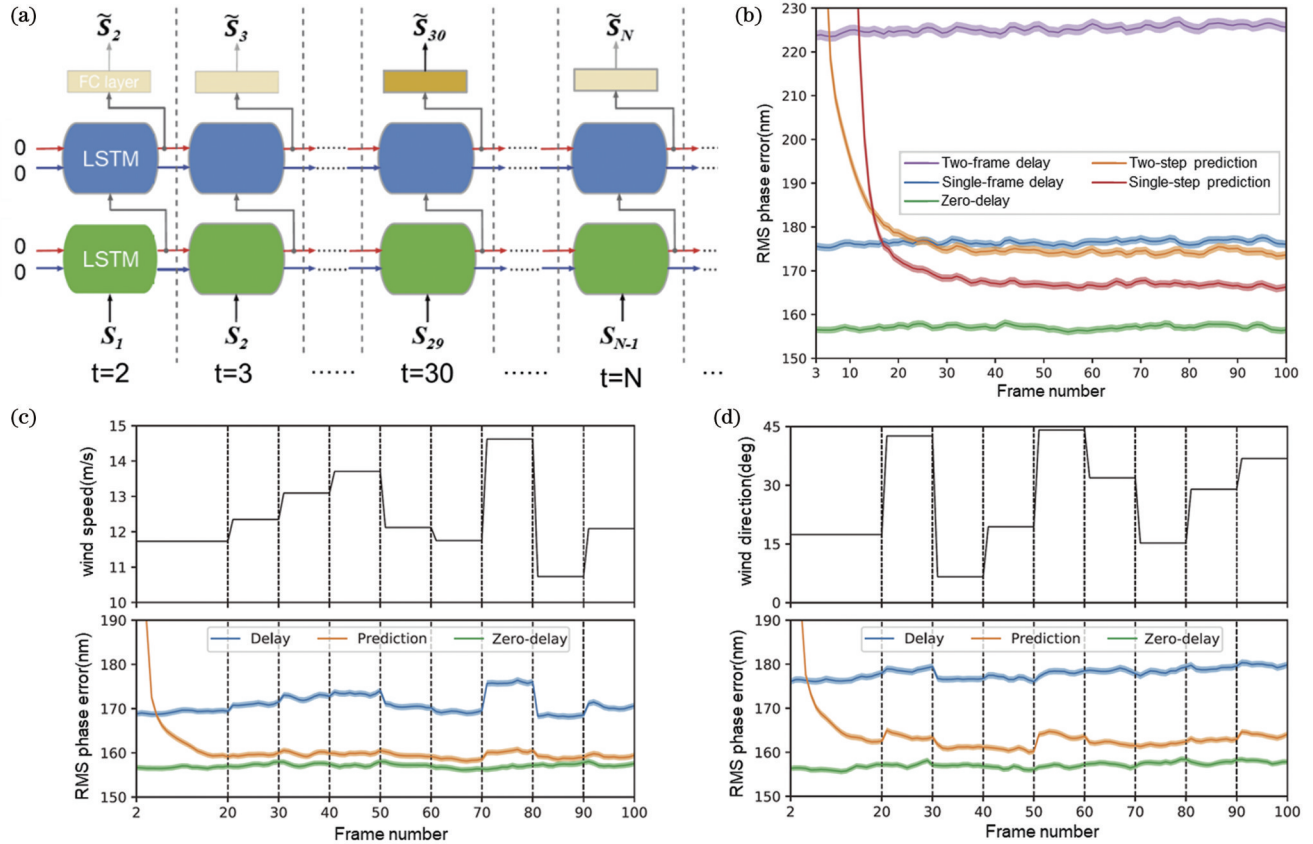 (a)
S̃2 S̃3 S̃30 S̃N
FC layer
0 LSTM ...... ...... ...
0
0 LSTM ...... ...... ...
0
S1 S2 S29 SN-1
t=2 t=3 ...... t=30 ...... t=N ...
(b)
RMS phase error(nm)
230
220
210
200
190
180
170
160
150
Two-frame delay Two-step prediction
Single-frame delay Single-step prediction
Zero-delay
3 10 20 30 40 50 60 70 80 90 100
Frame number
(c)
wind speed(m/s)
15
14
13
12
11
10
RMS phase error(nm)
190
180
170
160
150
Delay Prediction Zero-delay
2 20 30 40 50 60 70 80 90 100
Frame number
(d)
wind direction(deg)
45
30
15
0
RMS phase error(nm)
190
180
170
160
150
Delay Prediction Zero-delay
2 20 30 40 50 60 70 80 90 100
Frame number